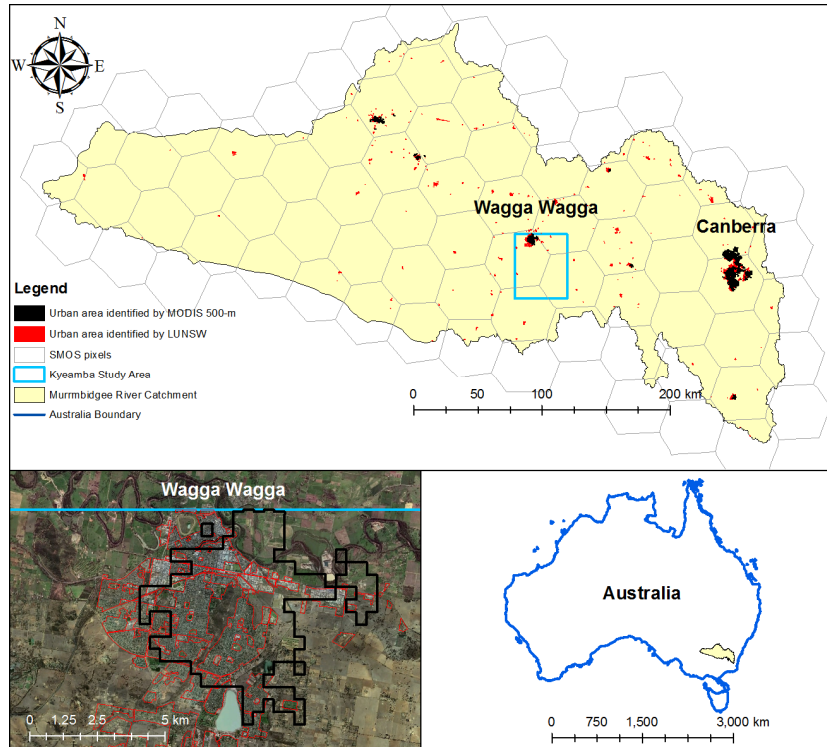 N
W
E
S
Wagga Wagga
Canberra
Legend
Urban area identified by MODIS 500-m
Urban area identified by LUNSW
SMOS pixels
Kyeamba Study Area
Murrmbidgee River Catchment
Australia Boundary
0 50 100 200 km
Wagga Wagga
0 1.25 2.5 5 km
Australia
0 750 1,500 3,000 km